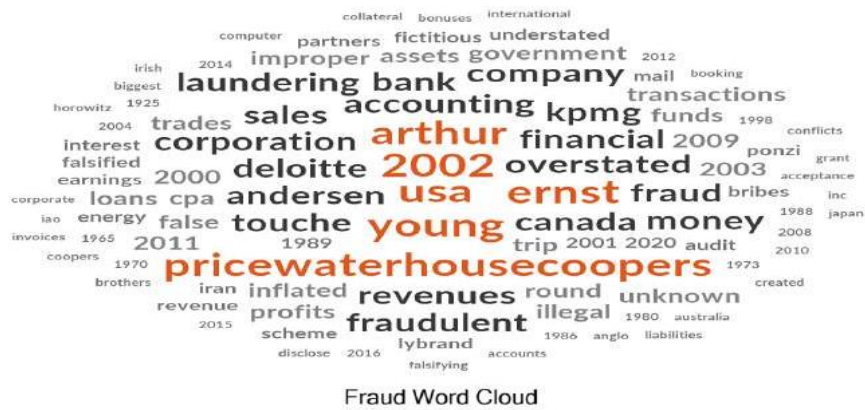 collateral bonuses international
computer partners fictitious understated
irish 2014 improper assets government 2012
biggest laundering bank company mail booking
horowitz 1925 accounting transactions
2004 trades sales kpmg funds 1998
interest corporation arthur financial 2009 conflicts
falsified deloitte 2002 overstated 2003 ponzi grant
earnings 2000 acceptance
corporate loans cpa andersen usa ernst fraud bribes inc
iao energy false touche young canada money 1988 japan
invoices 1965 2011 1989 trip 2001 2020 audit 2008
coopers 1970 pricewaterhousecoopers 1973 2010
brothers iran inflated revenues round unknown created
revenue profits fraudulent illegal 1980 australia
2015 scheme lybrand 1986 anglo liabilities
disclose 2016 accounts
falsifying
Fraud Word Cloud